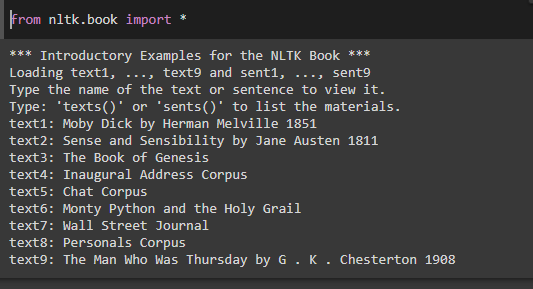 from nltk.book import *
*** Introductory Examples for the NLTK Book ***
Loading text1, ..., text9 and sent1, ..., sent9
Type the name of the text or sentence to view it.
Type: 'texts()' or 'sents()' to list the materials.
text1: Moby Dick by Herman Melville 1851
text2: Sense and Sensibility by Jane Austen 1811
text3: The Book of Genesis
text4: Inaugural Address Corpus
text5: Chat Corpus
text6: Monty Python and the Holy Grail
text7: Wall Street Journal
text8: Personals Corpus
text9: The Man Who Was Thursday by G . K . Chesterton 1908